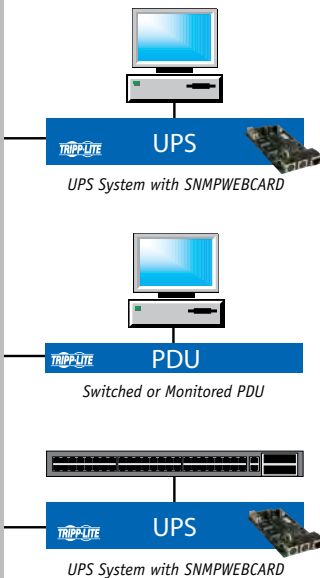 TRIPP·LITE UPS
UPS System with SNMPWEBCARD
TRIPP·LITE PDU
Switched or Monitored PDU
TRIPP·LITE UPS
UPS System with SNMPWEBCARD